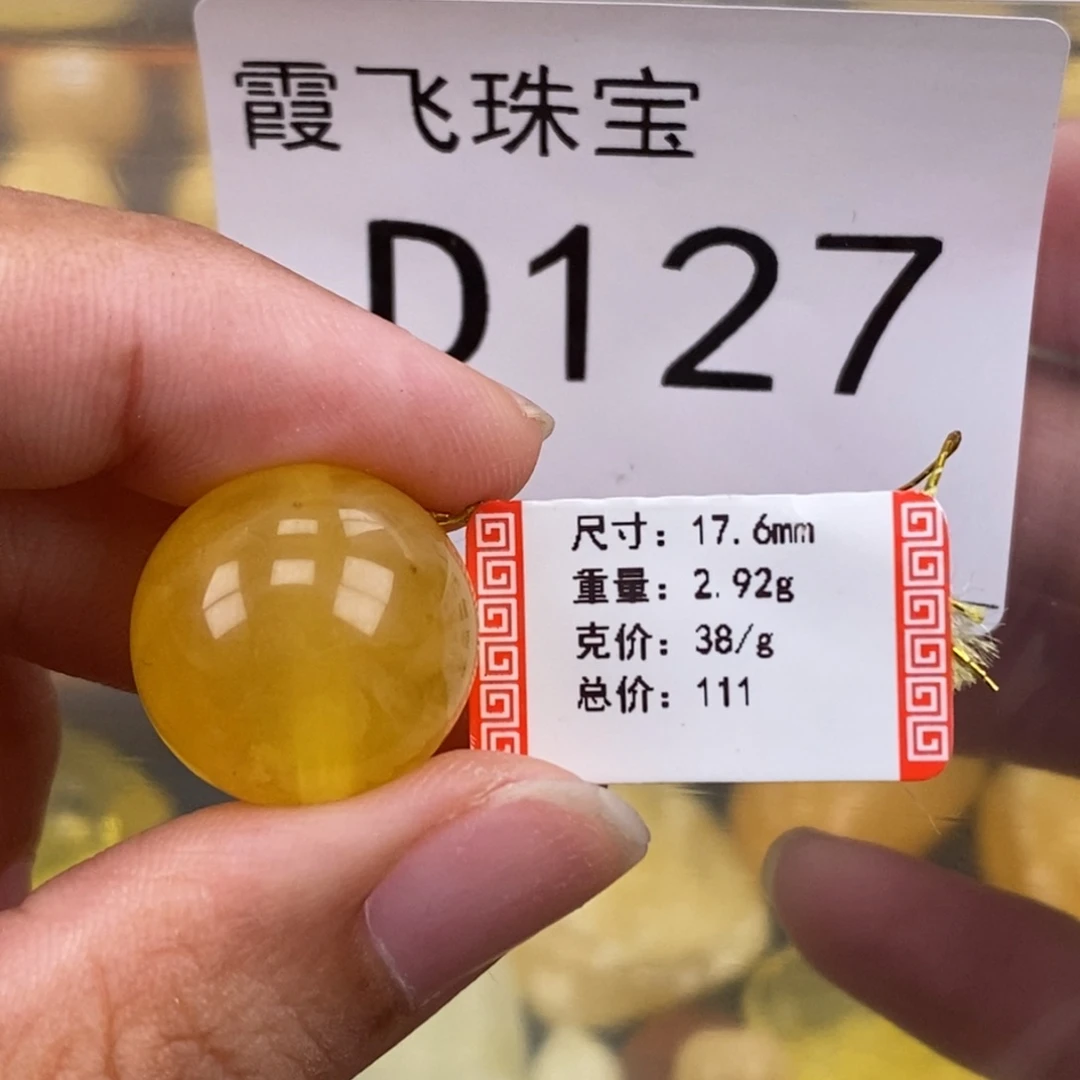 霞飞珠宝
D127
尺寸: 17.6mm
重量: 2.92g
克价: 38/g
总价: 111